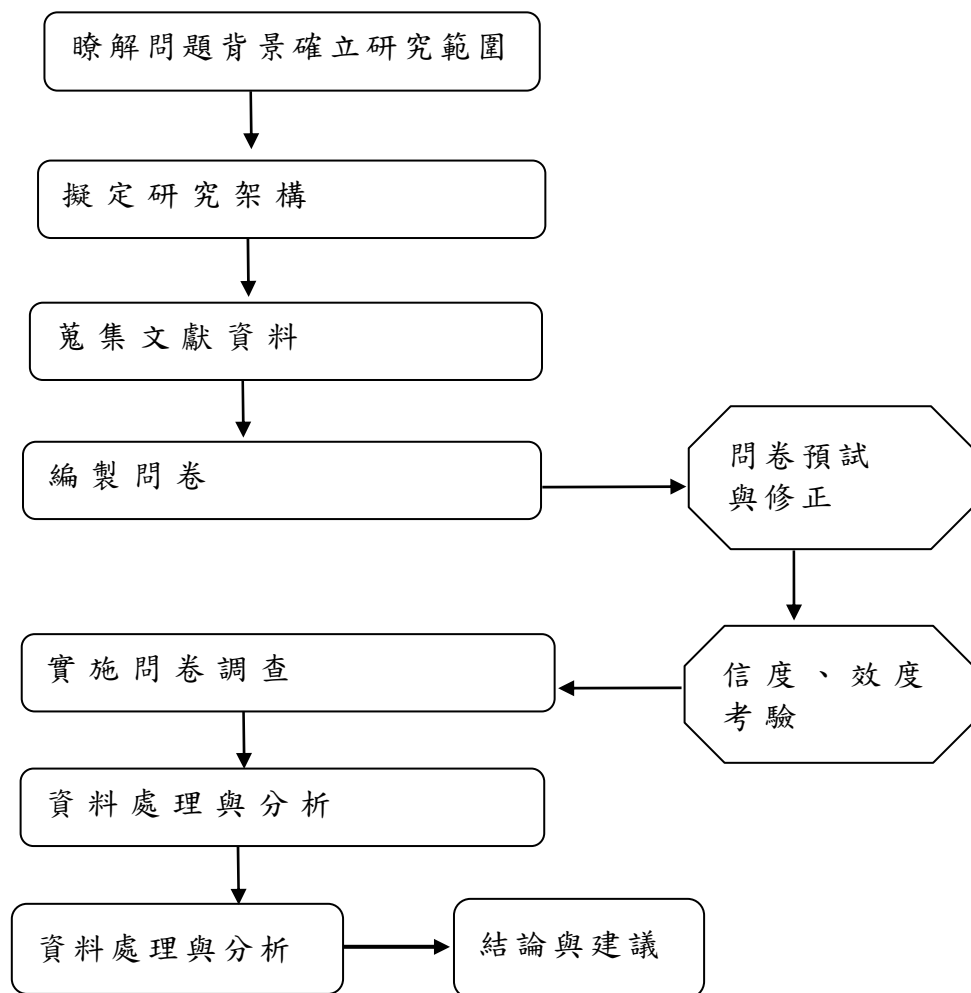 瞭解問題背景確立研究範圍
擬定研究架構
蒐集文獻資料
編製問卷
問卷預試
與修正
信度、效度
考驗
實施問卷調查
資料處理與分析
資料處理與分析
結論與建議